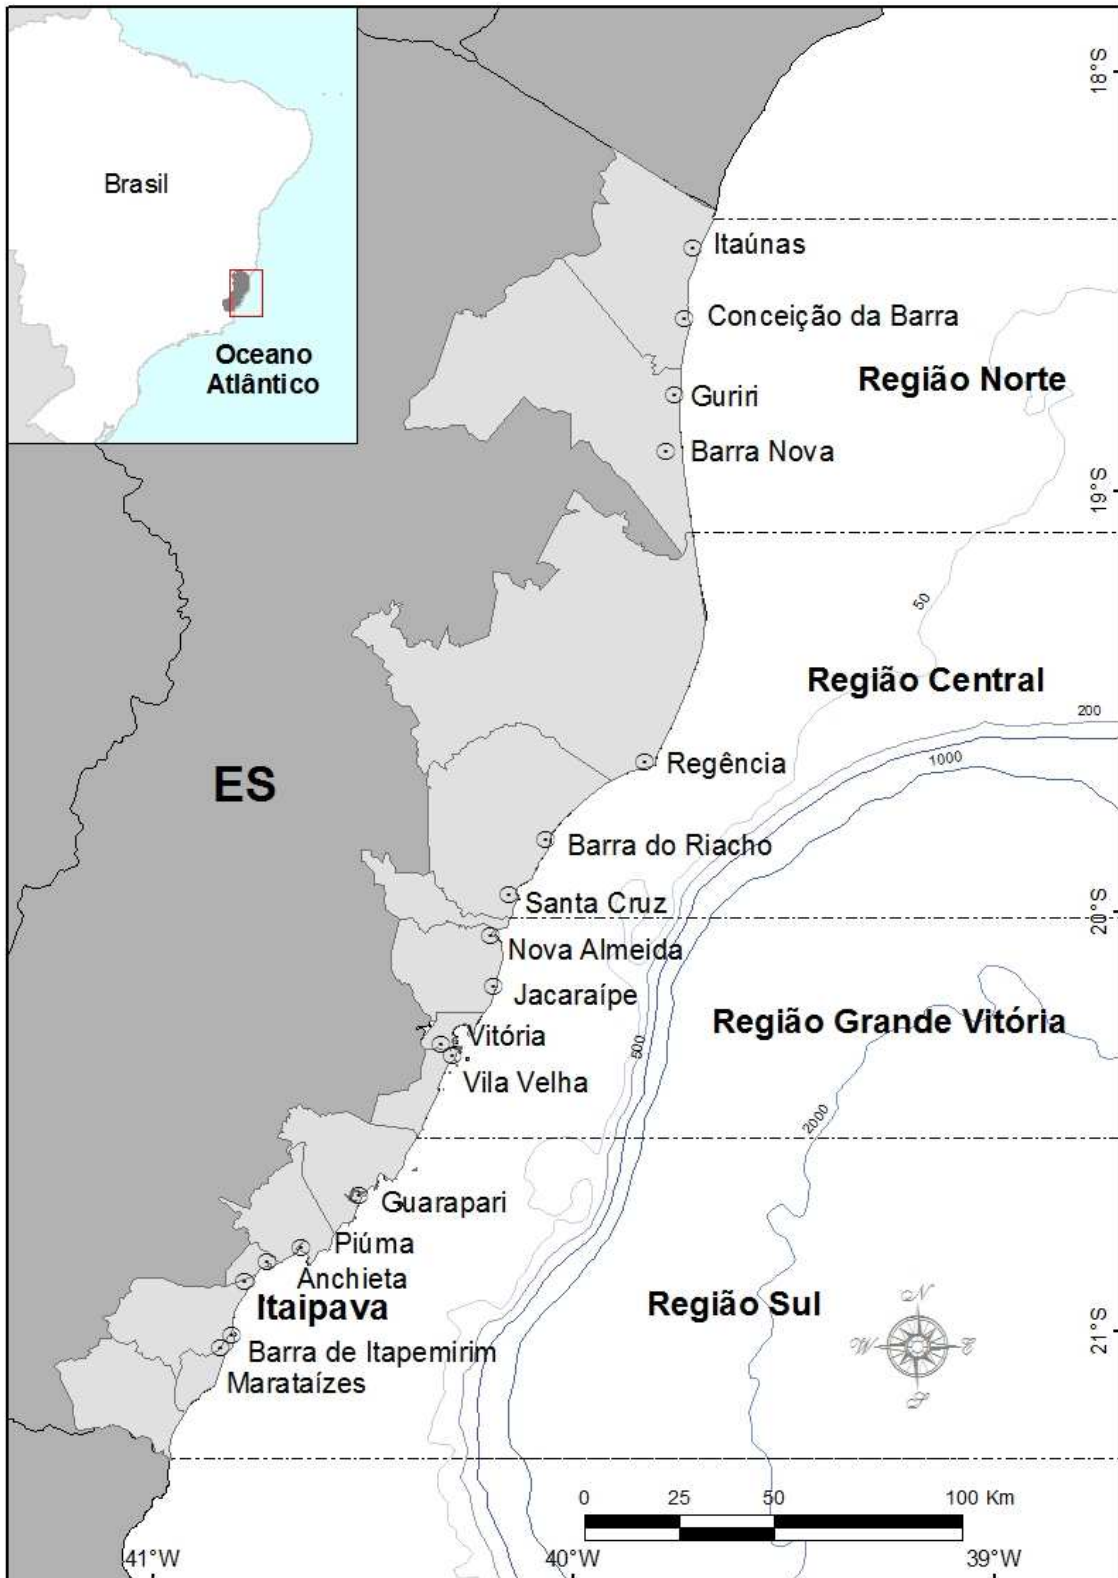 18°S
Brasil
Itaúnas
Conceição da Barra
Oceano
Atlântico
Região Norte
Guriri
Barra Nova
19°S
50
Região Central
200
1000
Regência
ES
Barra do Riacho
Santa Cruz
20°S
Nova Almeida
Jacaraípe
Região Grande Vitória
Vitória
500
Vila Velha
2000
Guarapari
Piúma
Anchieta
Itaipava
Região Sul
N
W
E
S
21°S
Barra de Itapemirim
Marataízes
0 25 50 100 Km
41°W 40°W 39°W